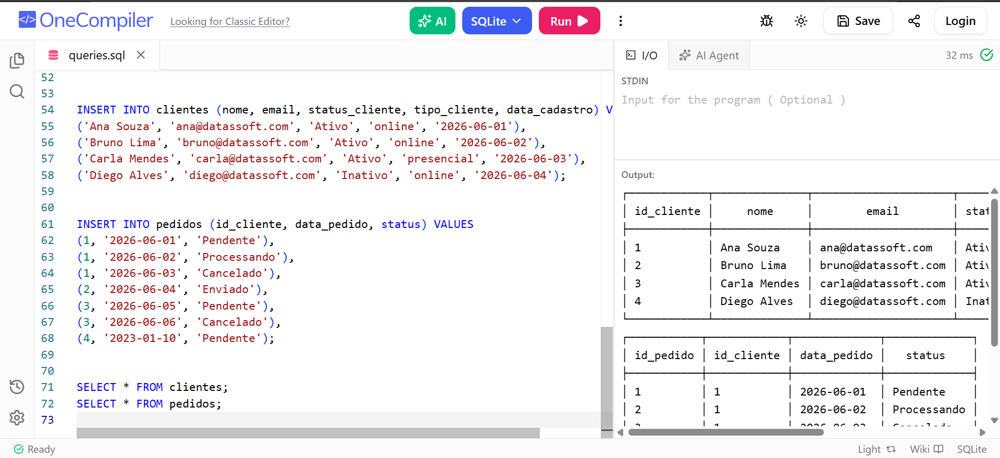 OneCompiler
Looking for Classic Editor?
AI
SQLite
Run
Save
Login
queries.sql
52
53
54 INSERT INTO clientes (nome, email, status_cliente, tipo_cliente, data_cadastro) V
55 ('Ana Souza', 'ana@datassoft.com', 'Ativo', 'online', '2026-06-01'),
56 ('Bruno Lima', 'bruno@datassoft.com', 'Ativo', 'online', '2026-06-02'),
57 ('Carla Mendes', 'carla@datassoft.com', 'Ativo', 'presencial', '2026-06-03'),
58 ('Diego Alves', 'diego@datassoft.com', 'Inativo', 'online', '2026-06-04');
59
60
61 INSERT INTO pedidos (id_cliente, data_pedido, status) VALUES
62 (1, '2026-06-01', 'Pendente'),
63 (1, '2026-06-02', 'Processando'),
64 (1, '2026-06-03', 'Cancelado'),
65 (2, '2026-06-04', 'Enviado'),
66 (3, '2026-06-05', 'Pendente'),
67 (3, '2026-06-06', 'Cancelado'),
68 (4, '2023-01-10', 'Pendente');
69
70
71 SELECT * FROM clientes;
72 SELECT * FROM pedidos;
73
I/O
AI Agent
32 ms
STDIN
Input for the program ( Optional )
Output:
id_cliente nome email stat
1 Ana Souza ana@datassoft.com Ativ
2 Bruno Lima bruno@datassoft.com Ativ
3 Carla Mendes carla@datassoft.com Ativ
4 Diego Alves diego@datassoft.com Inat
id_pedido id_cliente data_pedido status
1 1 2026-06-01 Pendente
2 1 2026-06-02 Processando
Ready
Light
Wiki
SQLite